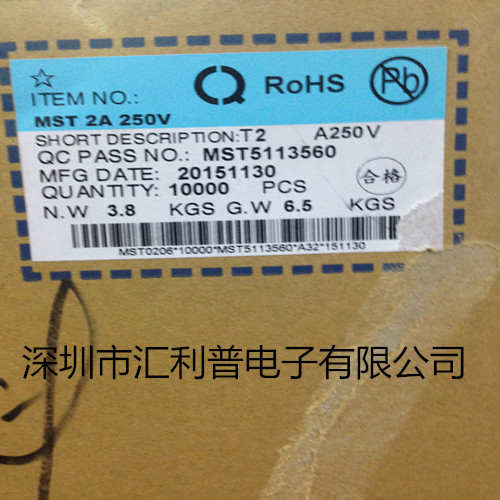 ☆
RoHS
Pb
ITEM NO.:
MST 2A 250V
SHORT DESCRIPTION:T2 A250V
QC PASS NO.: MST5113560
MFG DATE: 20151130
QUANTITY: 10000 PCS
合格
N.W 3.8 KGS G.W 6.5 KGS
MST0206*10000*MST5113560*A32*151130
深圳市汇利普电子有限公司